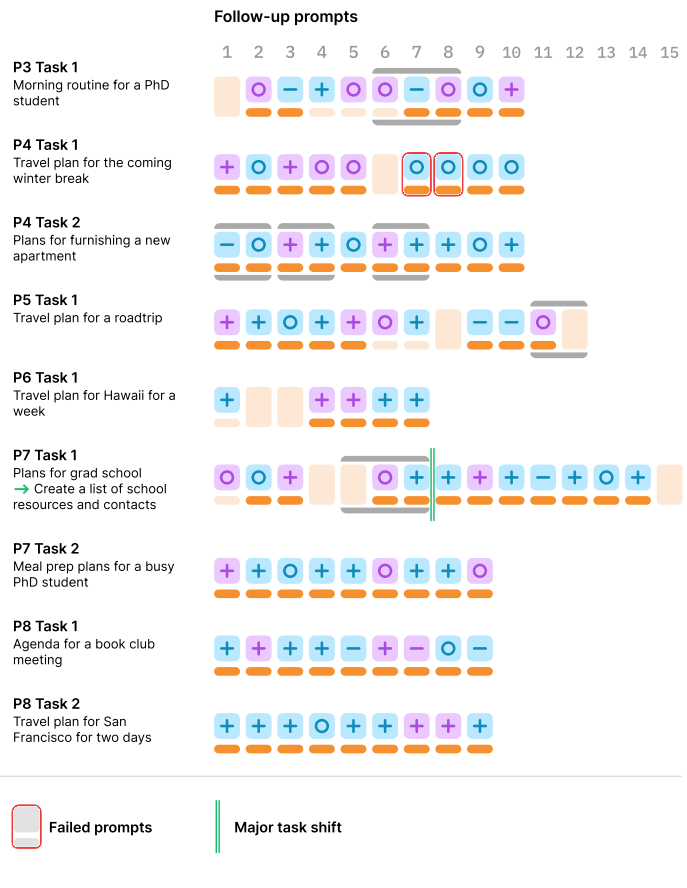 Follow-up prompts
1 2 3 4 5 6 7 8 9 10 11 12 13 14 15
P3 Task 1
Morning routine for a PhD
student
P4 Task 1
Travel plan for the coming
winter break
P4 Task 2
Plans for furnishing a new
apartment
P5 Task 1
Travel plan for a roadtrip
P6 Task 1
Travel plan for Hawaii for a
week
P7 Task 1
Plans for grad school
→ Create a list of school
resources and contacts
P7 Task 2
Meal prep plans for a busy
PhD student
P8 Task 1
Agenda for a book club
meeting
P8 Task 2
Travel plan for San
Francisco for two days
Failed prompts
Major task shift